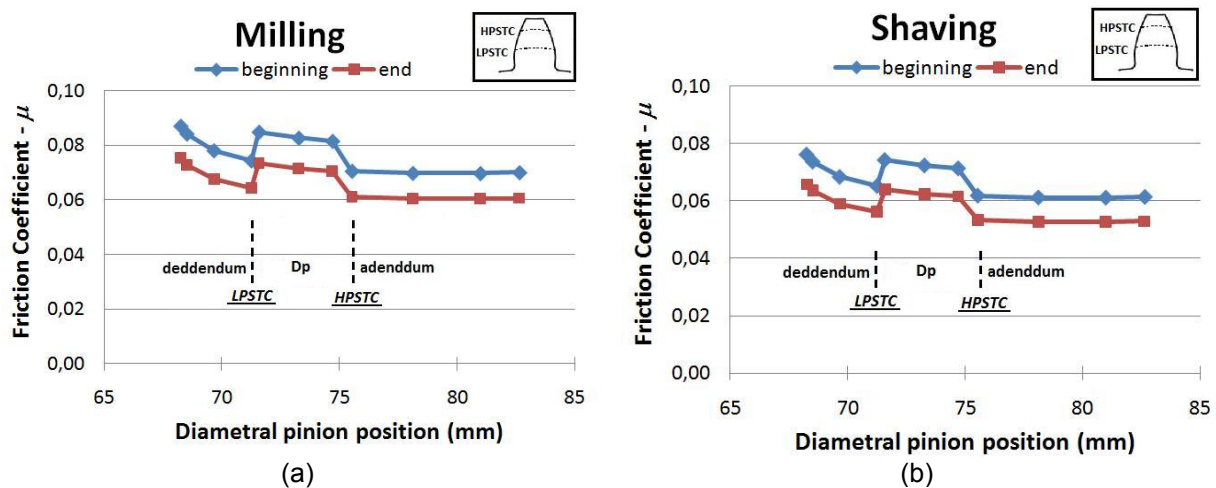 Milling
HPSTC
LPSTC
beginning end
Friction Coefficient - μ
0,10
0,08
0,06
0,04
0,02
0,00
deddendum Dp adenddum
LPSTC HPSTC
65 70 75 80 85
Diametral pinion position (mm)
(a)
Shaving
HPSTC
LPSTC
beginning end
Friction Coefficient - μ
0,10
0,08
0,06
0,04
0,02
0,00
deddendum Dp adenddum
LPSTC HPSTC
65 70 75 80 85
Diametral pinion position (mm)
(b)